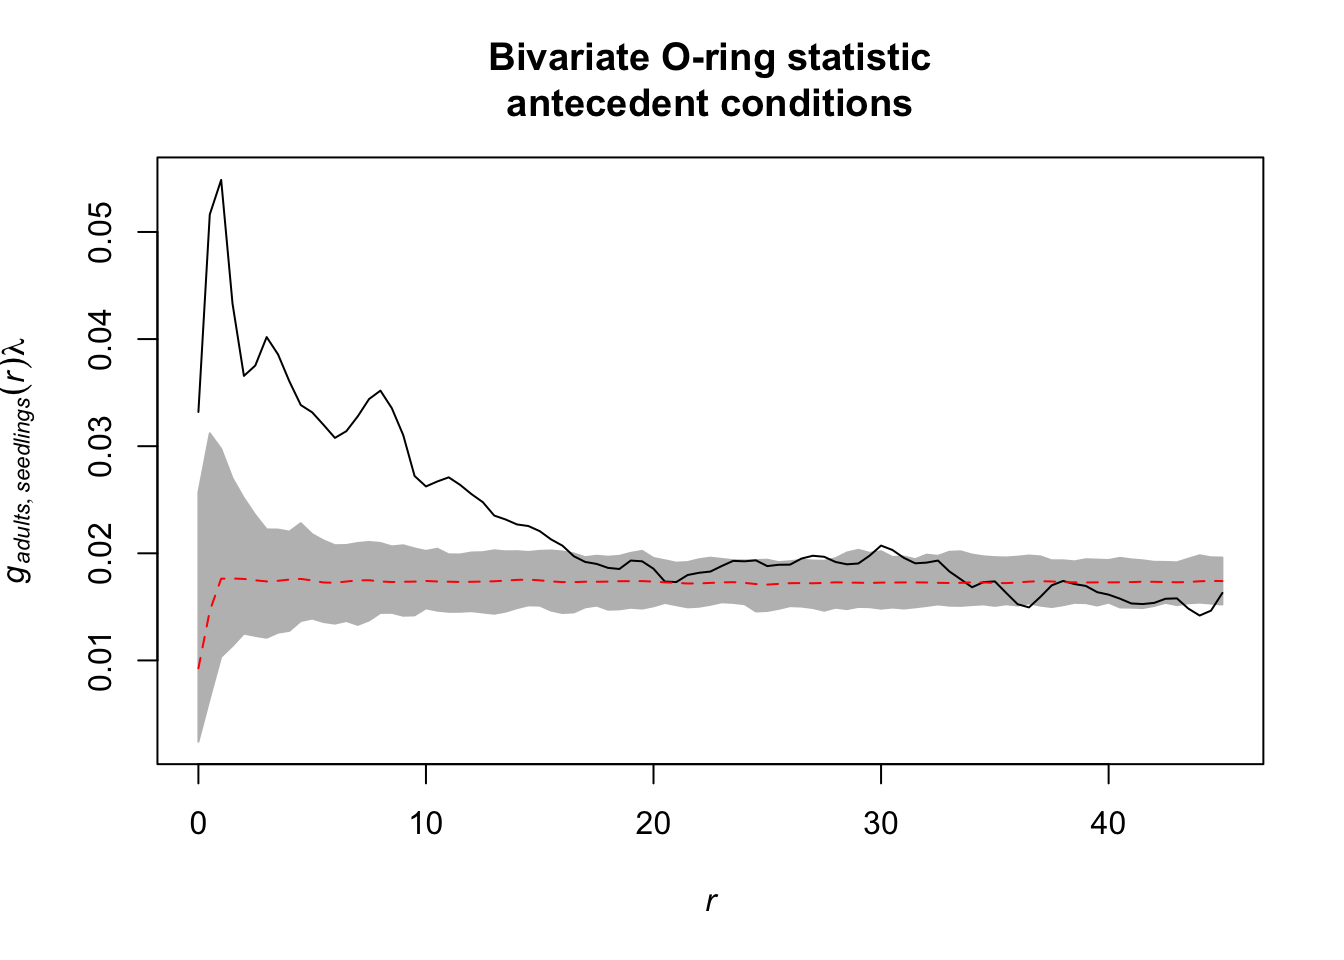 Bivariate O-ring statistic
antecedent conditions
g adults, seedlings (r)λ
0.05
0.04
0.03
0.02
0.01
0 10 20 30 40
r